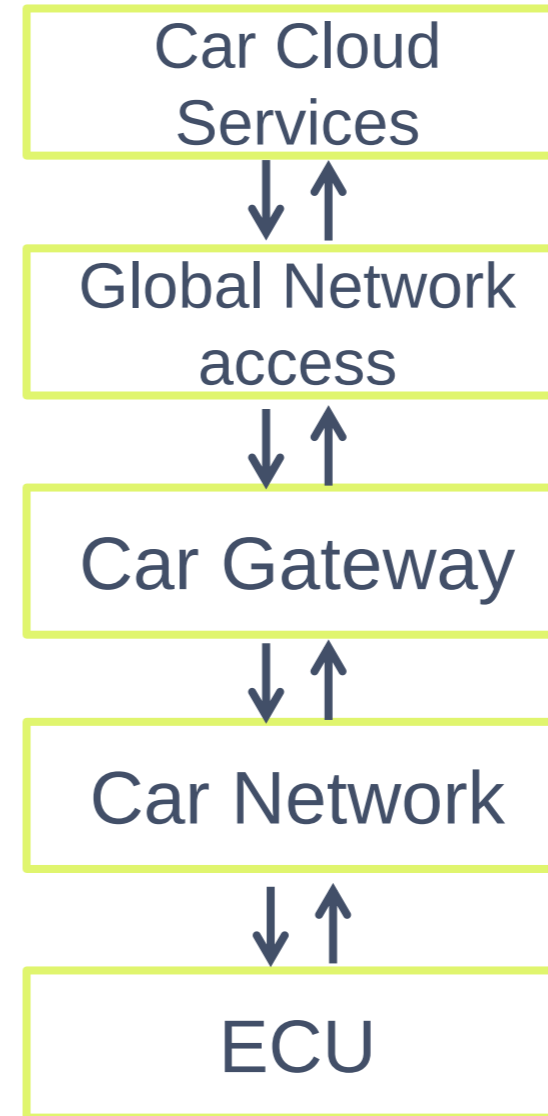 Car Cloud
Services
Global Network
access
Car Gateway
Car Network
ECU